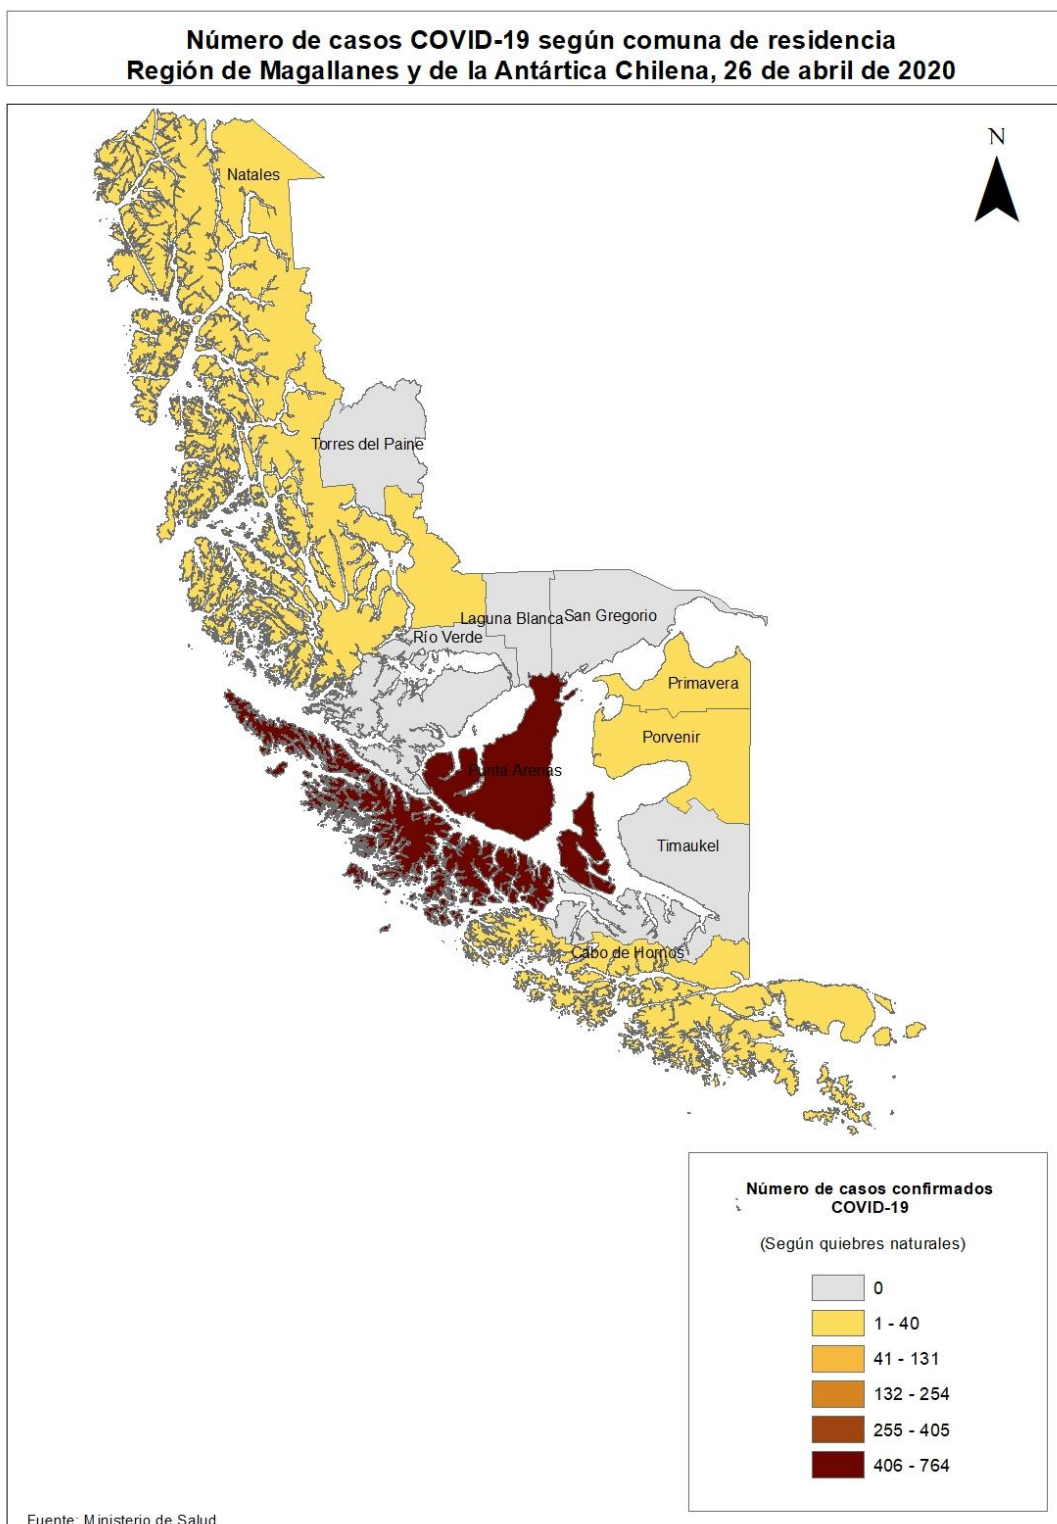 Número de casos COVID-19 según comuna de residencia
Región de Magallanes y de la Antártica Chilena, 26 de abril de 2020
N
Natales
Torres del Paine
Laguna Blanca
San Gregorio
Río Verde
Primavera
Porvenir
Punta Arenas
Timaukel
Cabo de Hornos
Número de casos confirmados
COVID-19
(Según quiebres naturales)
0
1 - 40
41 - 131
132 - 254
255 - 405
406 - 764
Fuente: Ministerio de Salud